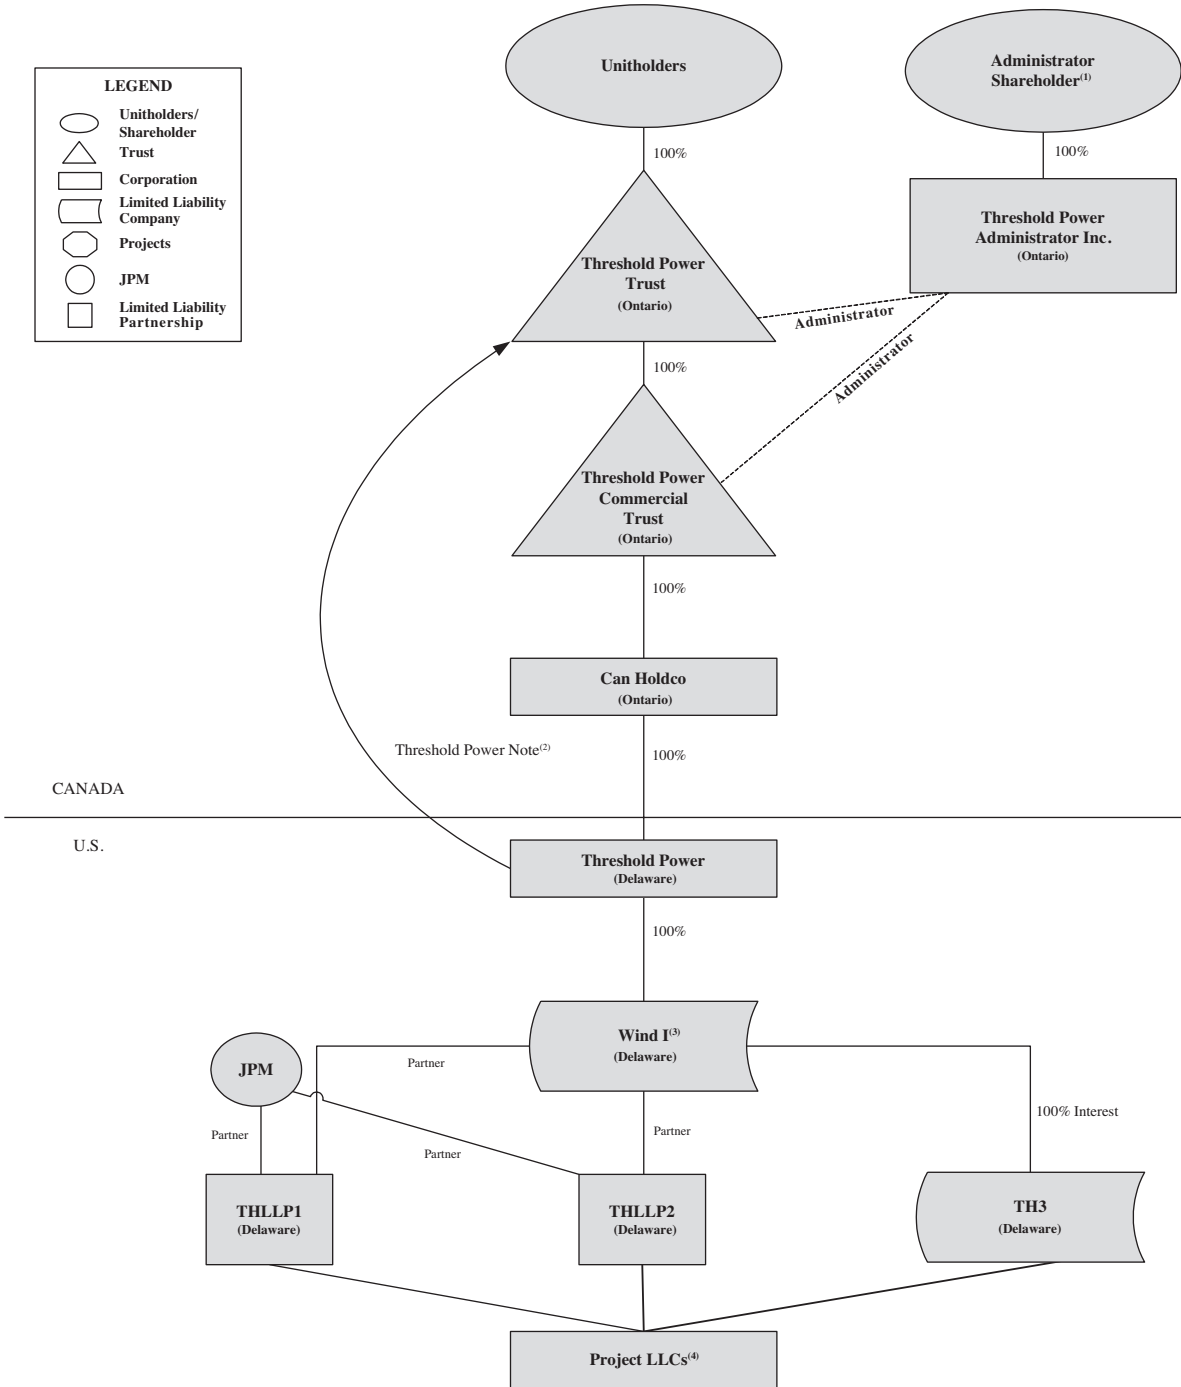 LEGEND
Unitholders/
Shareholder
Trust
Corporation
Limited Liability
Company
Projects
JPM
Limited Liability
Partnership
Unitholders
Administrator
Shareholder(1)
100%
100%
Threshold Power
Administrator Inc.
(Ontario)
Threshold Power
Trust
(Ontario)
Administrator
Administrator
100%
Threshold Power
Commercial
Trust
(Ontario)
100%
Can Holdco
(Ontario)
Threshold Power Note(2)
100%
CANADA
U.S.
Threshold Power
(Delaware)
100%
Wind I(3)
(Delaware)
JPM
Partner
100% Interest
Partner
Partner
Partner
THLLP1
(Delaware)
THLLP2
(Delaware)
TH3
(Delaware)
Project LLCs(4)